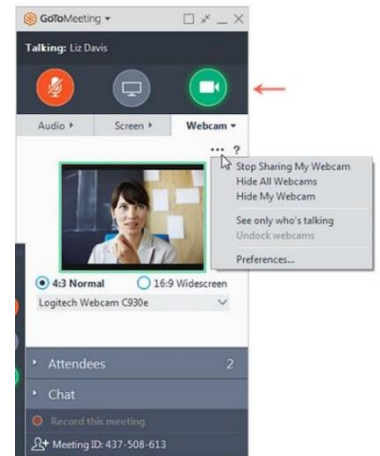 GoToMeeting
Talking: Liz Davis
Audio
Screen
Webcam
... ?
Stop Sharing My Webcam
Hide All Webcams
Hide My Webcam
See only who's talking
Undock webcams
Preferences...
4:3 Normal
16:9 Widescreen
Logitech Webcam C930e
Attendees 2
Chat
Record this meeting
Meeting ID: 437-508-613